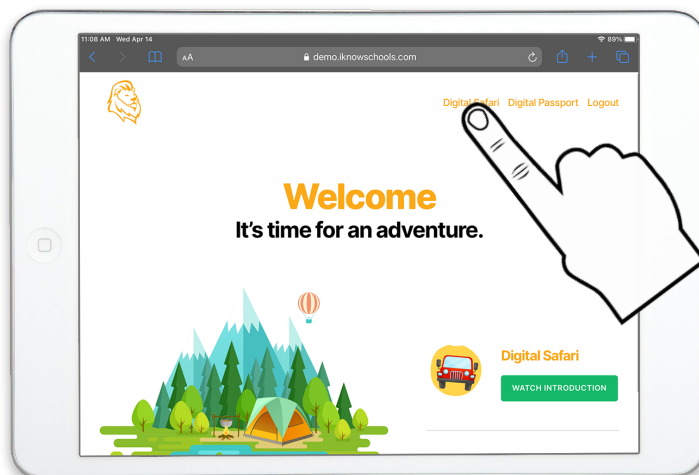 11:08 AM Wed Apr 14
89%
AA
demo.iknowschools.com
Digital Safari Digital Passport Logout
Welcome
It's time for an adventure.
Digital Safari
WATCH INTRODUCTION